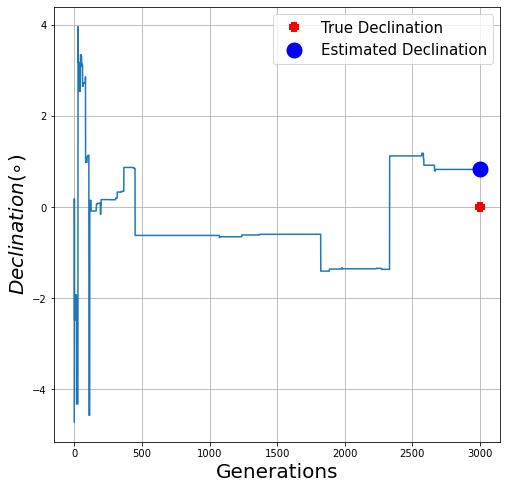 True Declination
Estimated Declination
4
2
0
−2
−4
Declination(∘)
0 500 1000 1500 2000 2500 3000
Generations